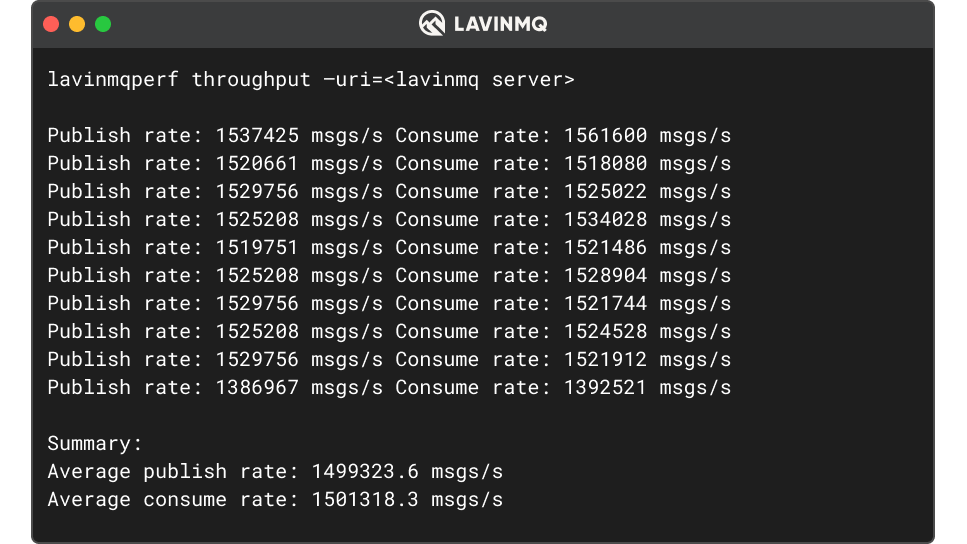 LAVINMQ
lavinmqperf throughput —uri=<lavinmq server>
Publish rate: 1537425 msgs/s Consume rate: 1561600 msgs/s
Publish rate: 1520661 msgs/s Consume rate: 1518080 msgs/s
Publish rate: 1529756 msgs/s Consume rate: 1525022 msgs/s
Publish rate: 1525208 msgs/s Consume rate: 1534028 msgs/s
Publish rate: 1519751 msgs/s Consume rate: 1521486 msgs/s
Publish rate: 1525208 msgs/s Consume rate: 1528904 msgs/s
Publish rate: 1529756 msgs/s Consume rate: 1521744 msgs/s
Publish rate: 1525208 msgs/s Consume rate: 1524528 msgs/s
Publish rate: 1529756 msgs/s Consume rate: 1521912 msgs/s
Publish rate: 1386967 msgs/s Consume rate: 1392521 msgs/s
Summary:
Average publish rate: 1499323.6 msgs/s
Average consume rate: 1501318.3 msgs/s